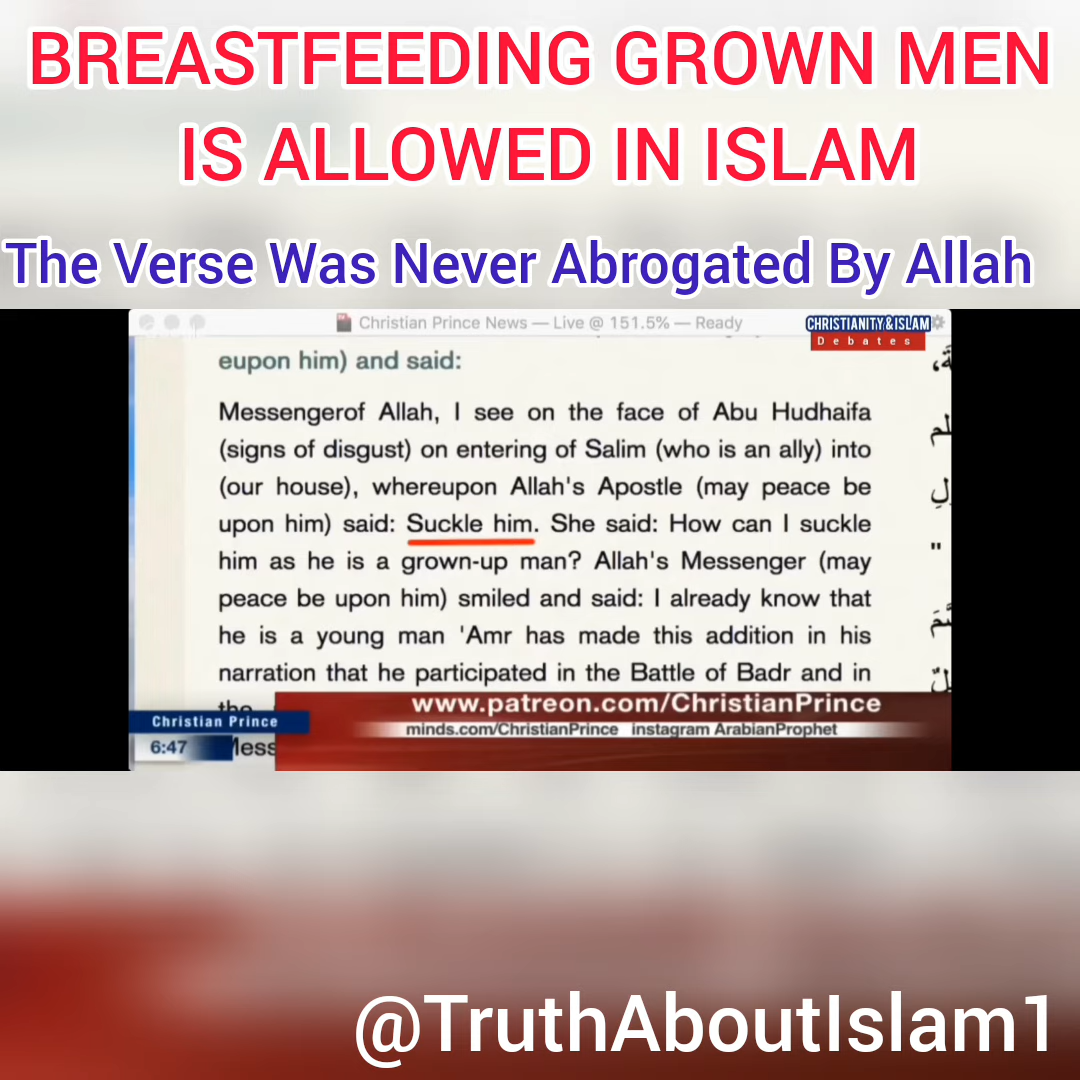 BREASTFEEDING GROWN MEN
IS ALLOWED IN ISLAM
The Verse Was Never Abrogated By Allah
Christian Prince News — Live @ 151.5% — Ready
CHRISTIANITY & ISLAM
Debates
eupon him) and said:
Messengerof Allah, I see on the face of Abu Hudhaifa
(signs of disgust) on entering of Salim (who is an ally) into
(our house), whereupon Allah's Apostle (may peace be
upon him) said: Suckle him. She said: How can I suckle
him as he is a grown-up man? Allah's Messenger (may
peace be upon him) smiled and said: I already know that
he is a young man 'Amr has made this addition in his
narration that he participated in the Battle of Badr and in
the
www.patreon.com/ChristianPrince
Christian Prince
minds.com/ChristianPrince instagram ArabianProphet
6:47
Mess
@TruthAboutIslam1